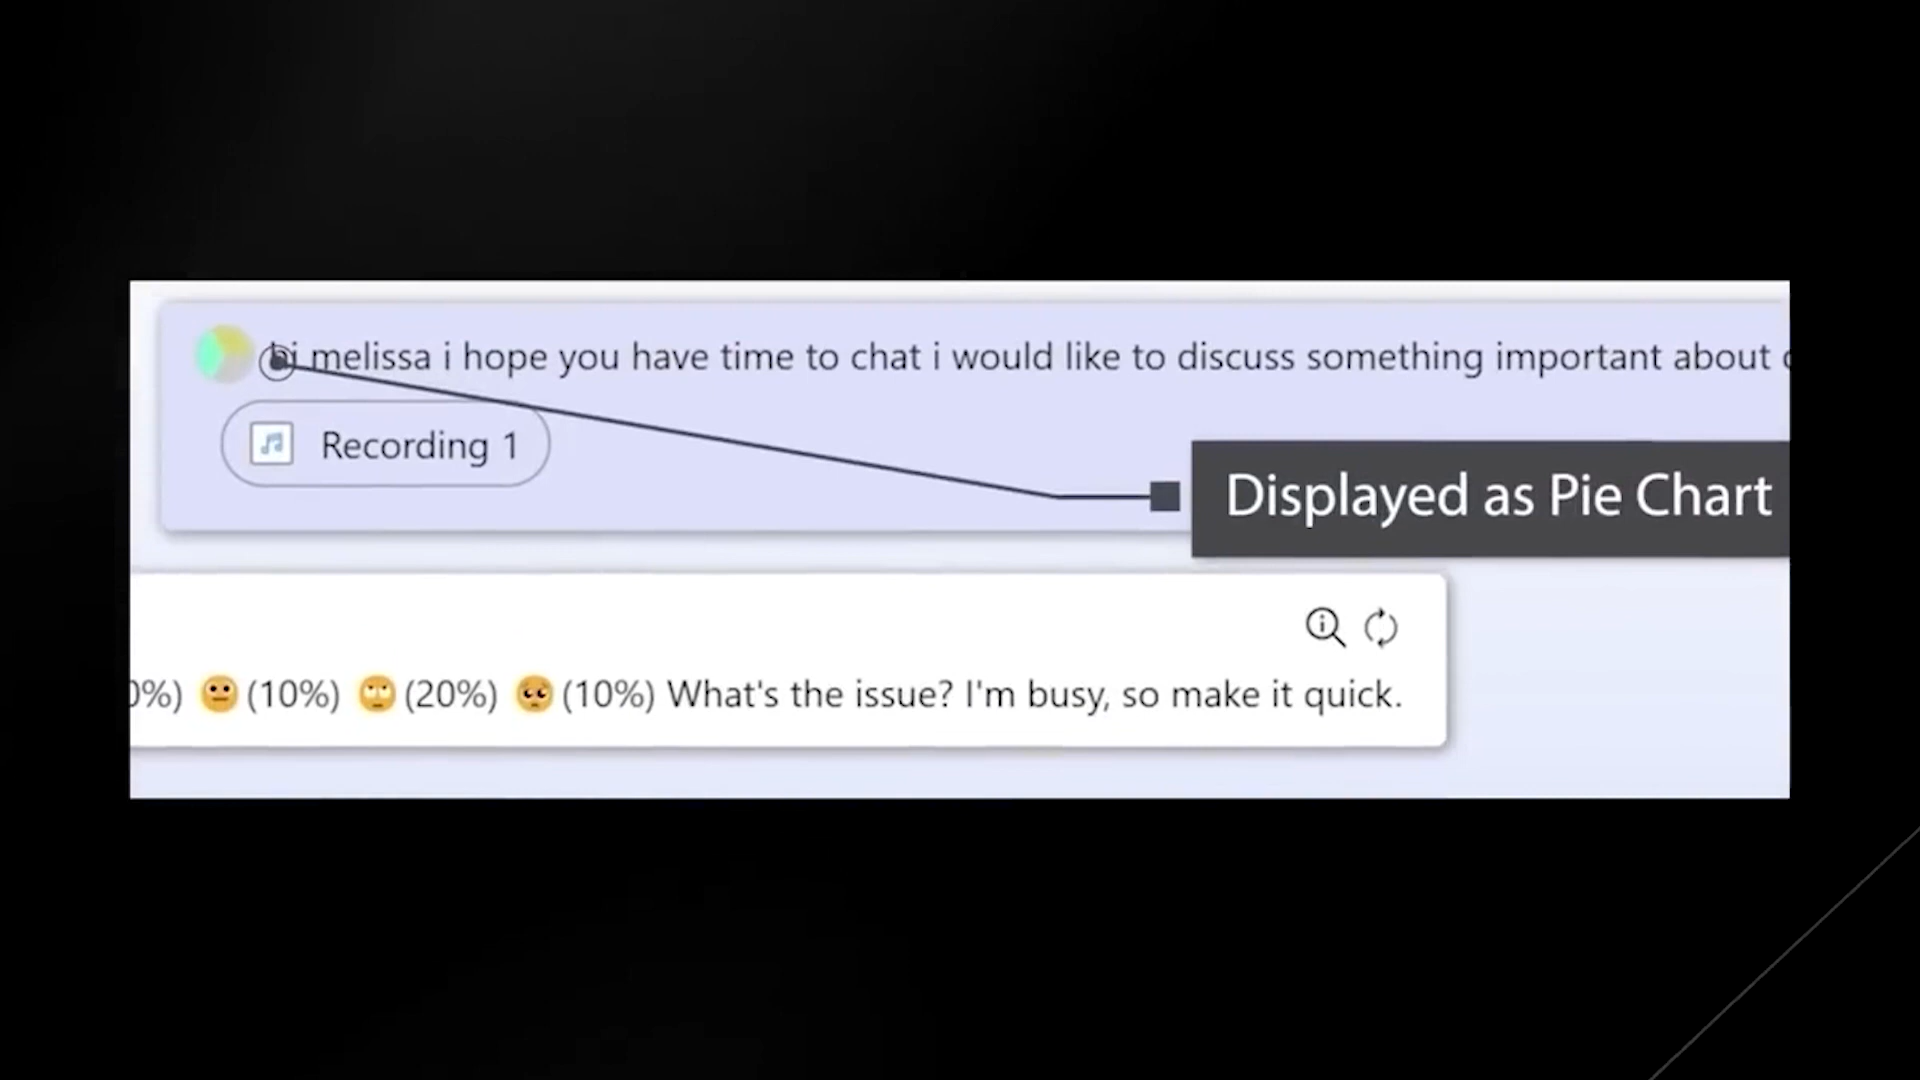 hi melissa i hope you have time to chat i would like to discuss something important about
Recording 1
Displayed as Pie Chart
0%) 😐 (10%) 🙄 (20%) 🥺 (10%) What's the issue? I'm busy, so make it quick.